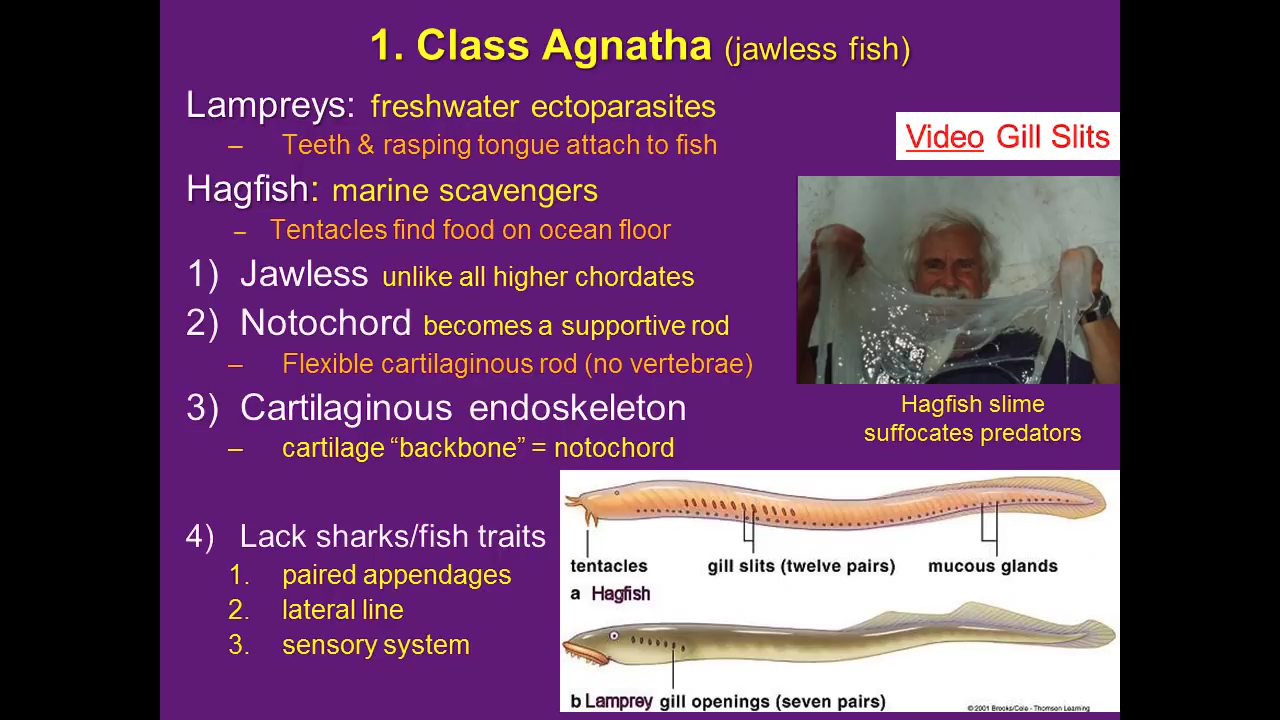 1. Class Agnatha (jawless fish)
Lampreys: freshwater ectoparasites
– Teeth & rasping tongue attach to fish
Hagfish: marine scavengers
– Tentacles find food on ocean floor
1) Jawless unlike all higher chordates
2) Notochord becomes a supportive rod
– Flexible cartilaginous rod (no vertebrae)
3) Cartilaginous endoskeleton
– cartilage “backbone” = notochord
4) Lack sharks/fish traits
1. paired appendages
2. lateral line
3. sensory system
Video Gill Slits
Hagfish slime
suffocates predators
tentacles gill slits (twelve pairs) mucous glands
a Hagfish
b Lamprey gill openings (seven pairs)
© 2001 Brooks/Cole - Thomson Learning